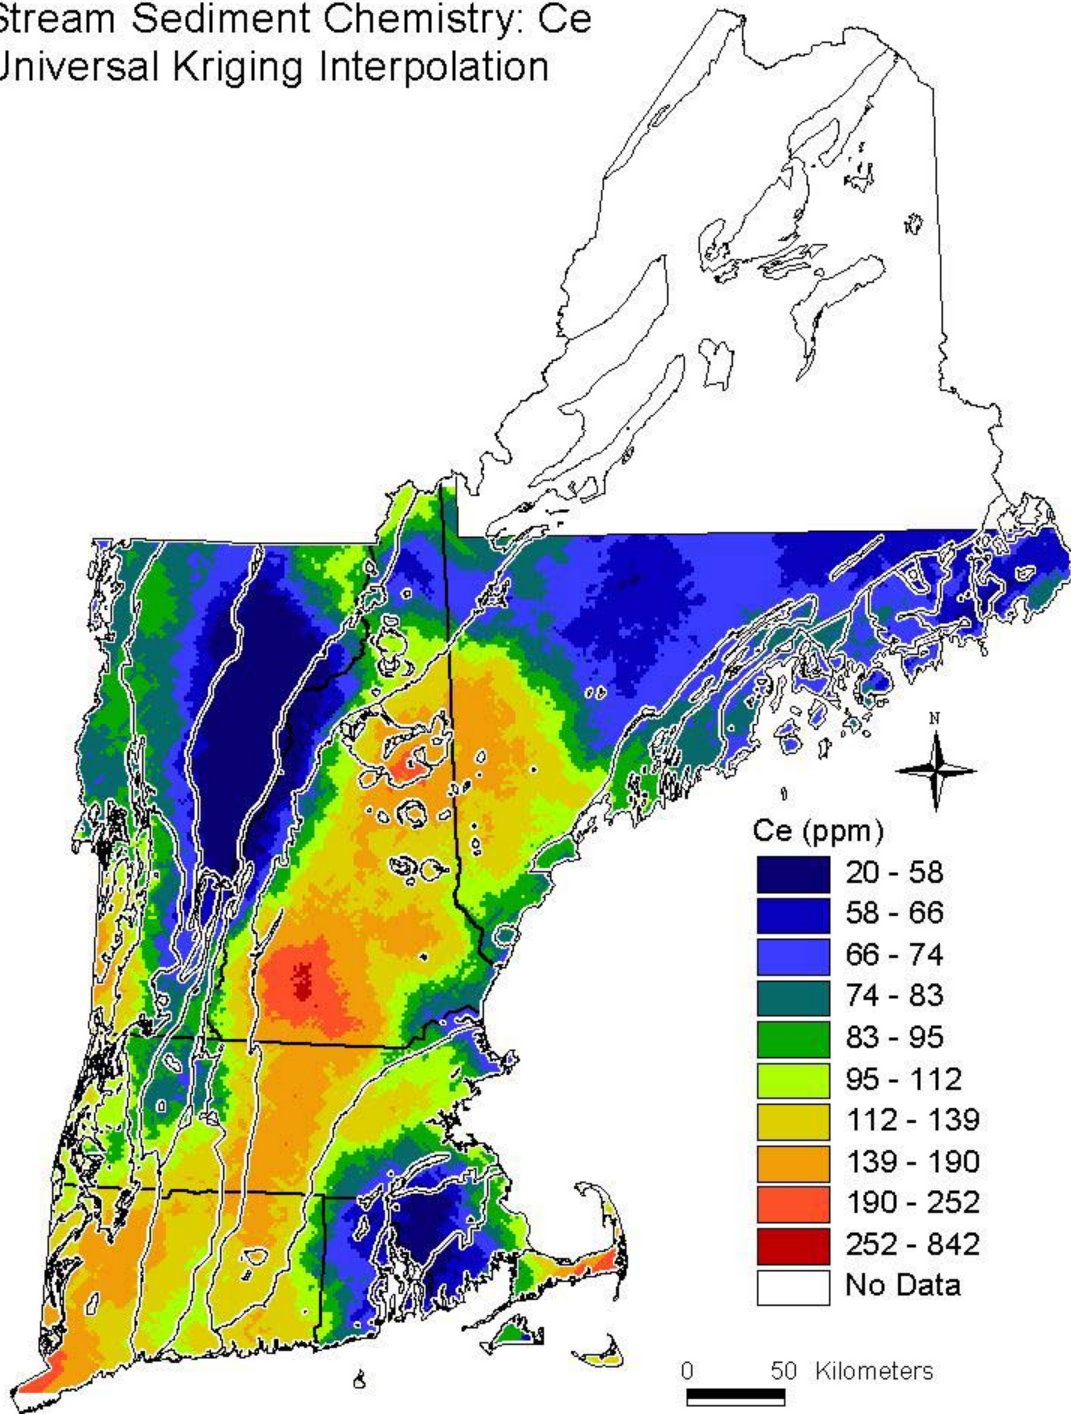 Stream Sediment Chemistry: Ce
Universal Kriging Interpolation
N
Ce (ppm)
20 - 58
58 - 66
66 - 74
74 - 83
83 - 95
95 - 112
112 - 139
139 - 190
190 - 252
252 - 842
No Data
0 50 Kilometers